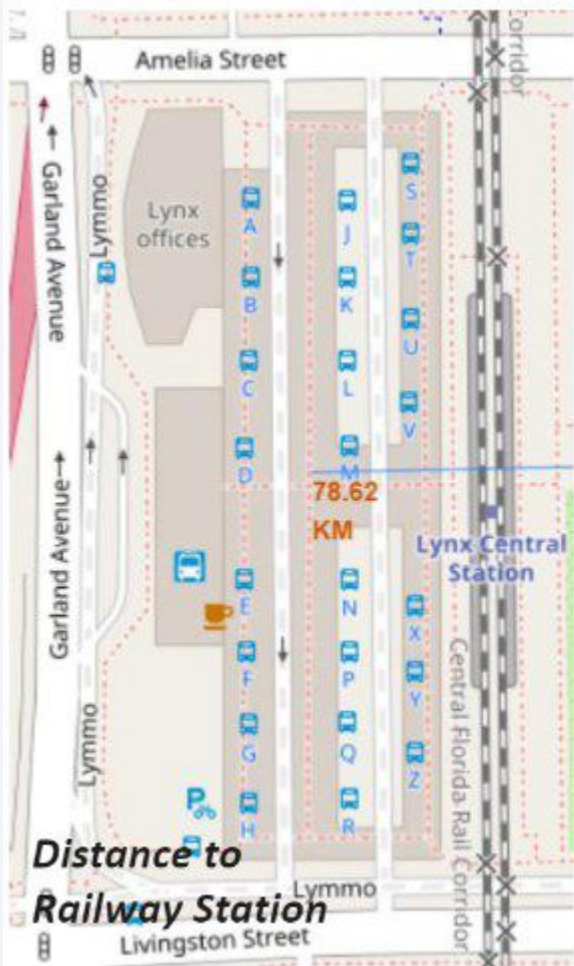 Corridor
Amelia Street
Garland Avenue
Lymmo
Lynx
offices
A
J
S
T
B
K
U
C
L
V
D
M
78.62
KM
Garland Avenue
Lynx Central
Station
E
N
X
F
P
Y
G
Q
Z
H
R
P
Lymmo
Central Florida Rail Corridor
Distance to
Railway Station
Lymmo
Livingston Street